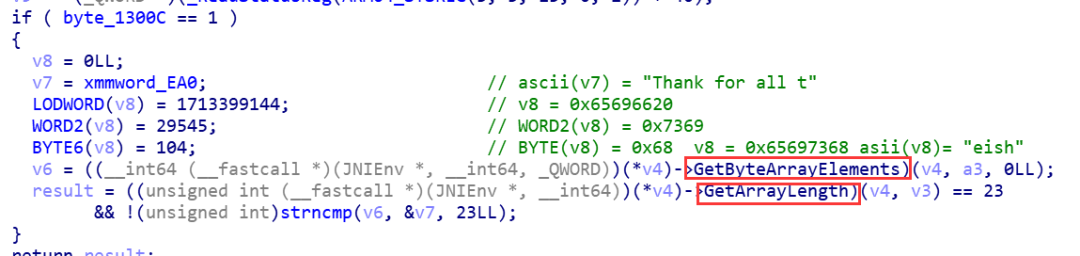 if ( byte_1300C == 1 )
{
v8 = 0LL;
v7 = xmmword_EA0; // ascii(v7) = "Thank for all t"
LODWORD(v8) = 1713399144; // v8 = 0x65696620
WORD2(v8) = 29545; // WORD2(v8) = 0x7369
BYTE6(v8) = 104; // BYTE(v8) = 0x68 v8 = 0x65697368 asii(v8)= "eish"
v6 = ((__int64 (__fastcall *)(JNIEnv *, __int64, _QWORD))(*v4)->GetByteArrayElements)(v4, a3, 0LL);
result = ((unsigned int (__fastcall *)(JNIEnv *, __int64))(*v4)->GetArrayLength)(v4, v3) == 23
&& !(unsigned int)strncmp(v6, &v7, 23LL);
}
return result;